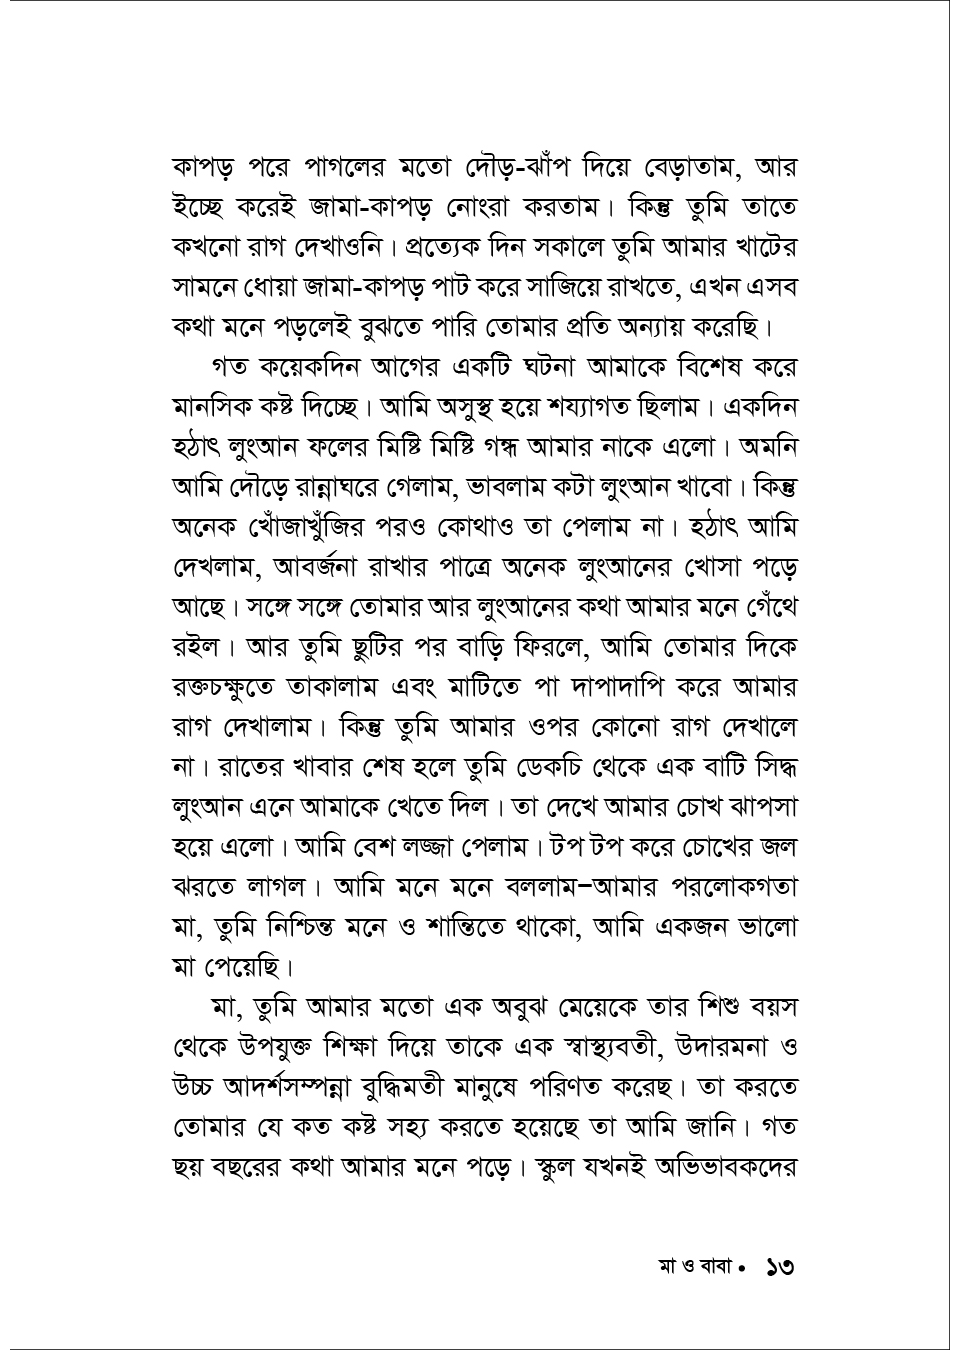 কাপড় পরে পাগলের মতো দৌড়-ঝাঁপ দিয়ে বেড়াতাম, আর
ইচ্ছে করেই জামা-কাপড় নোংরা করতাম। কিন্তু তুমি তাতে
কখনো রাগ দেখাওনি। প্রত্যেক দিন সকালে তুমি আমার খাটের
সামনে ধোয়া জামা-কাপড় পাট করে সাজিয়ে রাখতে, এখন এসব
কথা মনে পড়লেই বুঝতে পারি তোমার প্রতি অন্যায় করেছি।
গত কয়েকদিন আগের একটি ঘটনা আমাকে বিশেষ করে
মানসিক কষ্ট দিচ্ছে। আমি অসুস্থ হয়ে শয্যাগত ছিলাম। একদিন
হঠাৎ লুংআন ফলের মিষ্টি মিষ্টি গন্ধ আমার নাকে এলো। অমনি
আমি দৌড়ে রান্নাঘরে গেলাম, ভাবলাম কটা লুংআন খাবো। কিন্তু
অনেক খোঁজাখুঁজির পরও কোথাও তা পেলাম না। হঠাৎ আমি
দেখলাম, আবর্জনা রাখার পাত্রে অনেক লুংআনের খোসা পড়ে
আছে। সঙ্গে সঙ্গে তোমার আর লুংআনের কথা আমার মনে গেঁথে
রইল। আর তুমি ছুটির পর বাড়ি ফিরলে, আমি তোমার দিকে
রক্তচক্ষুতে তাকালাম এবং মাটিতে পা দাপাদাপি করে আমার
রাগ দেখালাম। কিন্তু তুমি আমার ওপর কোনো রাগ দেখালে
না। রাতের খাবার শেষ হলে তুমি ডেকচি থেকে এক বাটি সিদ্ধ
লুংআন এনে আমাকে খেতে দিল। তা দেখে আমার চোখ ঝাপসা
হয়ে এলো। আমি বেশ লজ্জা পেলাম। টপ টপ করে চোখের জল
ঝরতে লাগল। আমি মনে মনে বললাম–আমার পরলোকগতা
মা, তুমি নিশ্চিন্ত মনে ও শান্তিতে থাকো, আমি একজন ভালো
মা পেয়েছি।
মা, তুমি আমার মতো এক অবুঝ মেয়েকে তার শিশু বয়স
থেকে উপযুক্ত শিক্ষা দিয়ে তাকে এক স্বাস্থ্যবতী, উদারমনা ও
উচ্চ আদর্শসম্পন্না বুদ্ধিমতী মানুষে পরিণত করেছ। তা করতে
তোমার যে কত কষ্ট সহ্য করতে হয়েছে তা আমি জানি। গত
ছয় বছরের কথা আমার মনে পড়ে। স্কুল যখনই অভিভাবকদের
মা ও বাবা • ১৩